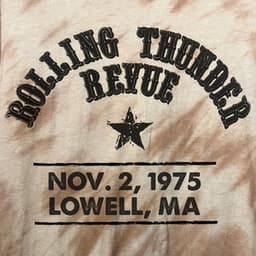 ROLLING THUNDER
REVUE
NOV. 2, 1975
LOWELL, MA